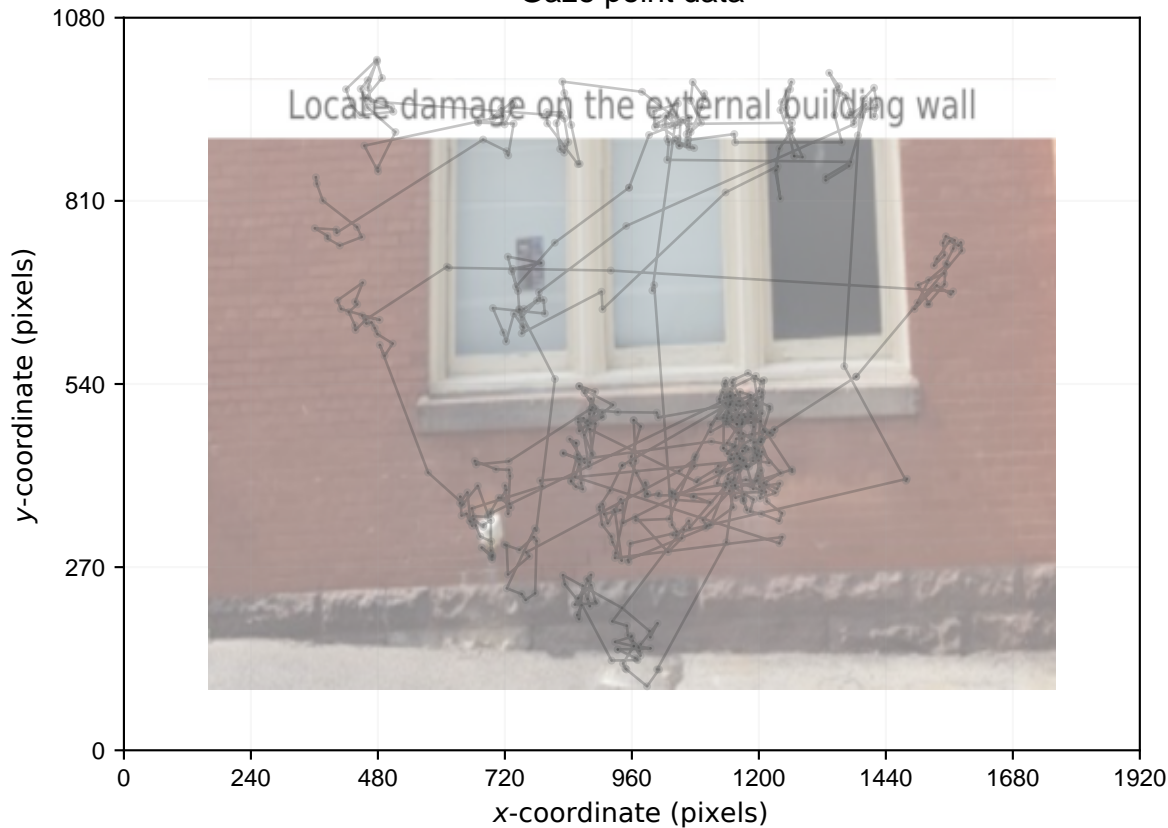 Gaze point data
1080
Locate damage on the external building wall
810
540
270
0
0 240 480 720 960 1200 1440 1680 1920
x-coordinate (pixels)
y-coordinate (pixels)